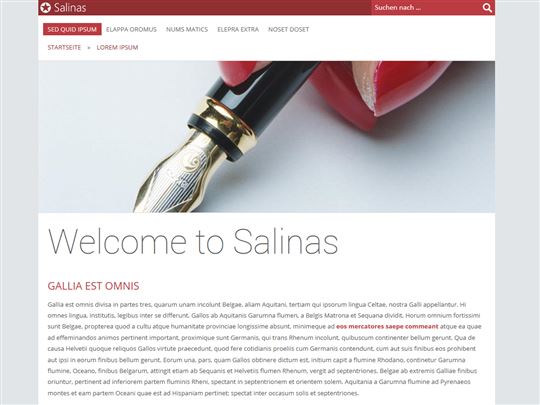 Salinas
Suchen nach ...
SED QUID IPSUM ELAPPA OROMUS NUMS MATICS ELEPRA EXTRA NOSET DOSET
STARTSEITE » LOREM IPSUM
Welcome to Salinas
GALLIA EST OMNIS
Gallia est omnis divisa in partes tres, quarum unam incolunt Belgae, aliam Aquitani, tertiam qui ipsorum lingua Celtae, nostra Galli appellantur. Hi
omnes lingua, institutis, legibus inter se differunt. Gallos ab Aquitanis Garunna flumen, a Belgis Matrona et Sequana dividit. Horum omnium fortissimi
sunt Belgae, propterea quod a cultu atque humanitate provinciae longissime absunt, minimeque ad eos mercatores saepe commeant atque ea quae
ad effeminandos animos pertinent important, proximique sunt Germanis, qui trans Rhenum incolunt, quibuscum continenter bellum gerunt. Qua de
causa Helvetii quoque reliquos Gallos virtute praecedunt, quod fere cotidianis proeliis cum Germanis contendunt, cum aut suis finibus eos prohibent
aut ipsi in eorum finibus bellum gerunt. Eorum una, pars, quam Gallos obtinere dictum est, initium capit a flumine Rhodano, continetur Garunna
flumine, Oceano, finibus Belgarum, attingit etiam ab Sequanis et Helvetiis flumen Rhenum, vergit ad septentriones. Belgae ab extremis Galliae finibus
oriuntur, pertinent ad inferiorem partem fluminis Rheni, spectant in septentrionem et orientem solem. Aquitania a Garumna flumine ad Pyrenaeos
montes et eam partem Oceani quae est ad Hispaniam pertinet; spectat inter occasum solis et septentriones.